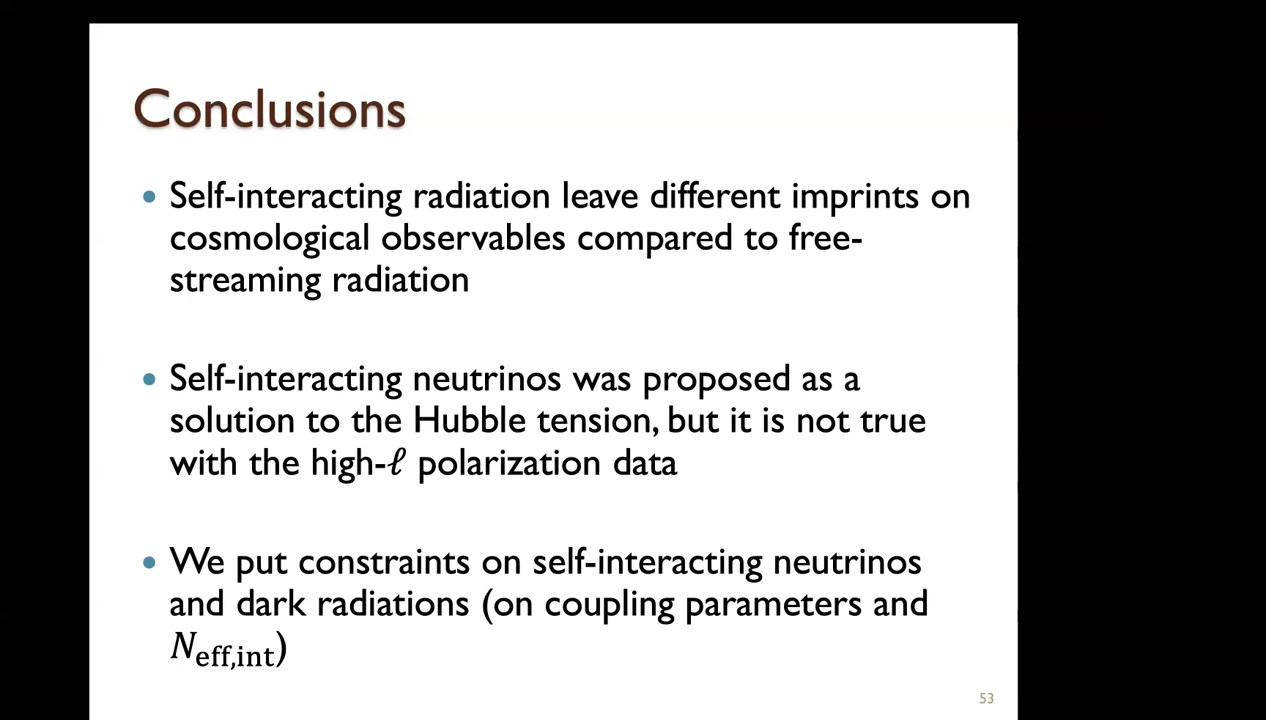 Conclusions
• Self-interacting radiation leave different imprints on
cosmological observables compared to free-
streaming radiation
• Self-interacting neutrinos was proposed as a
solution to the Hubble tension, but it is not true
with the high-ℓ polarization data
• We put constraints on self-interacting neutrinos
and dark radiations (on coupling parameters and
N_eff,int)
53